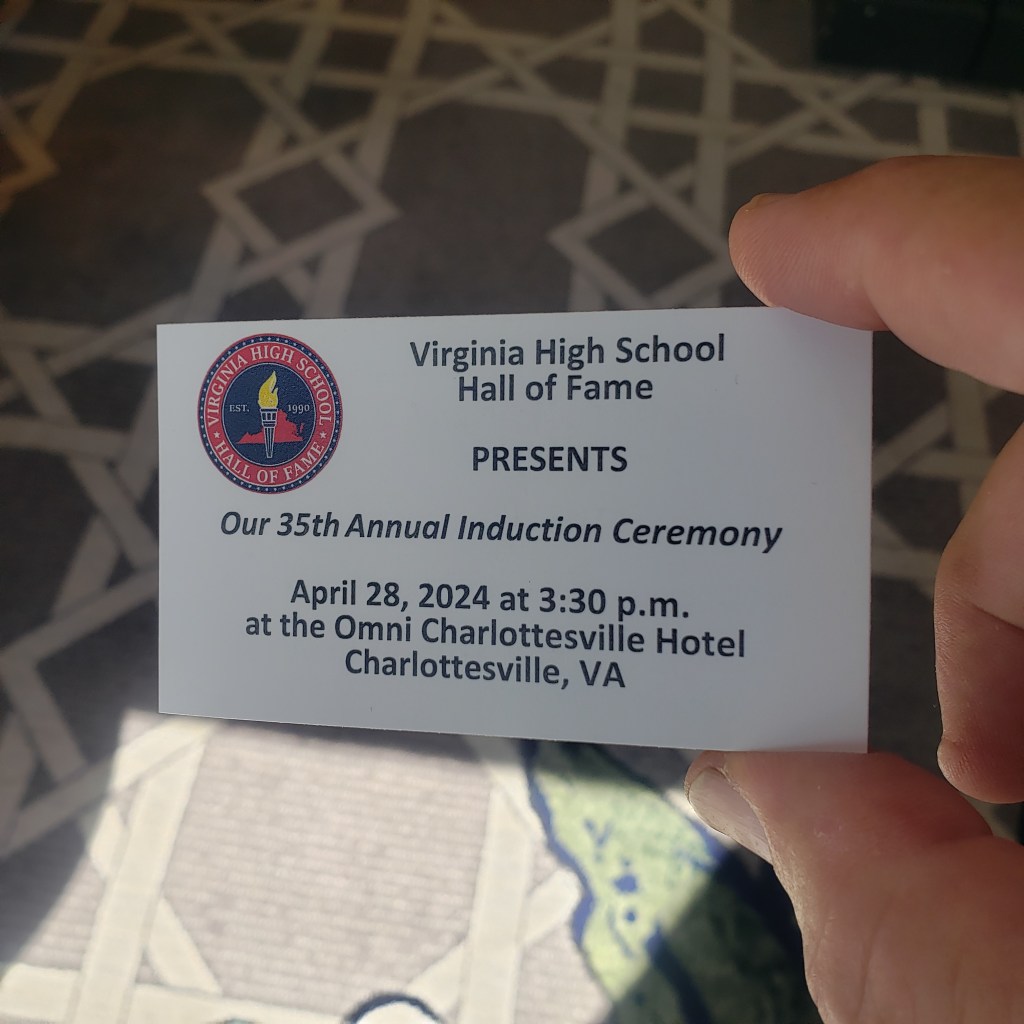 VIRGINIA HIGH SCHOOL
EST. 1990
HALL OF FAME
Virginia High School
Hall of Fame
PRESENTS
Our 35th Annual Induction Ceremony
April 28, 2024 at 3:30 p.m.
at the Omni Charlottesville Hotel
Charlottesville, VA